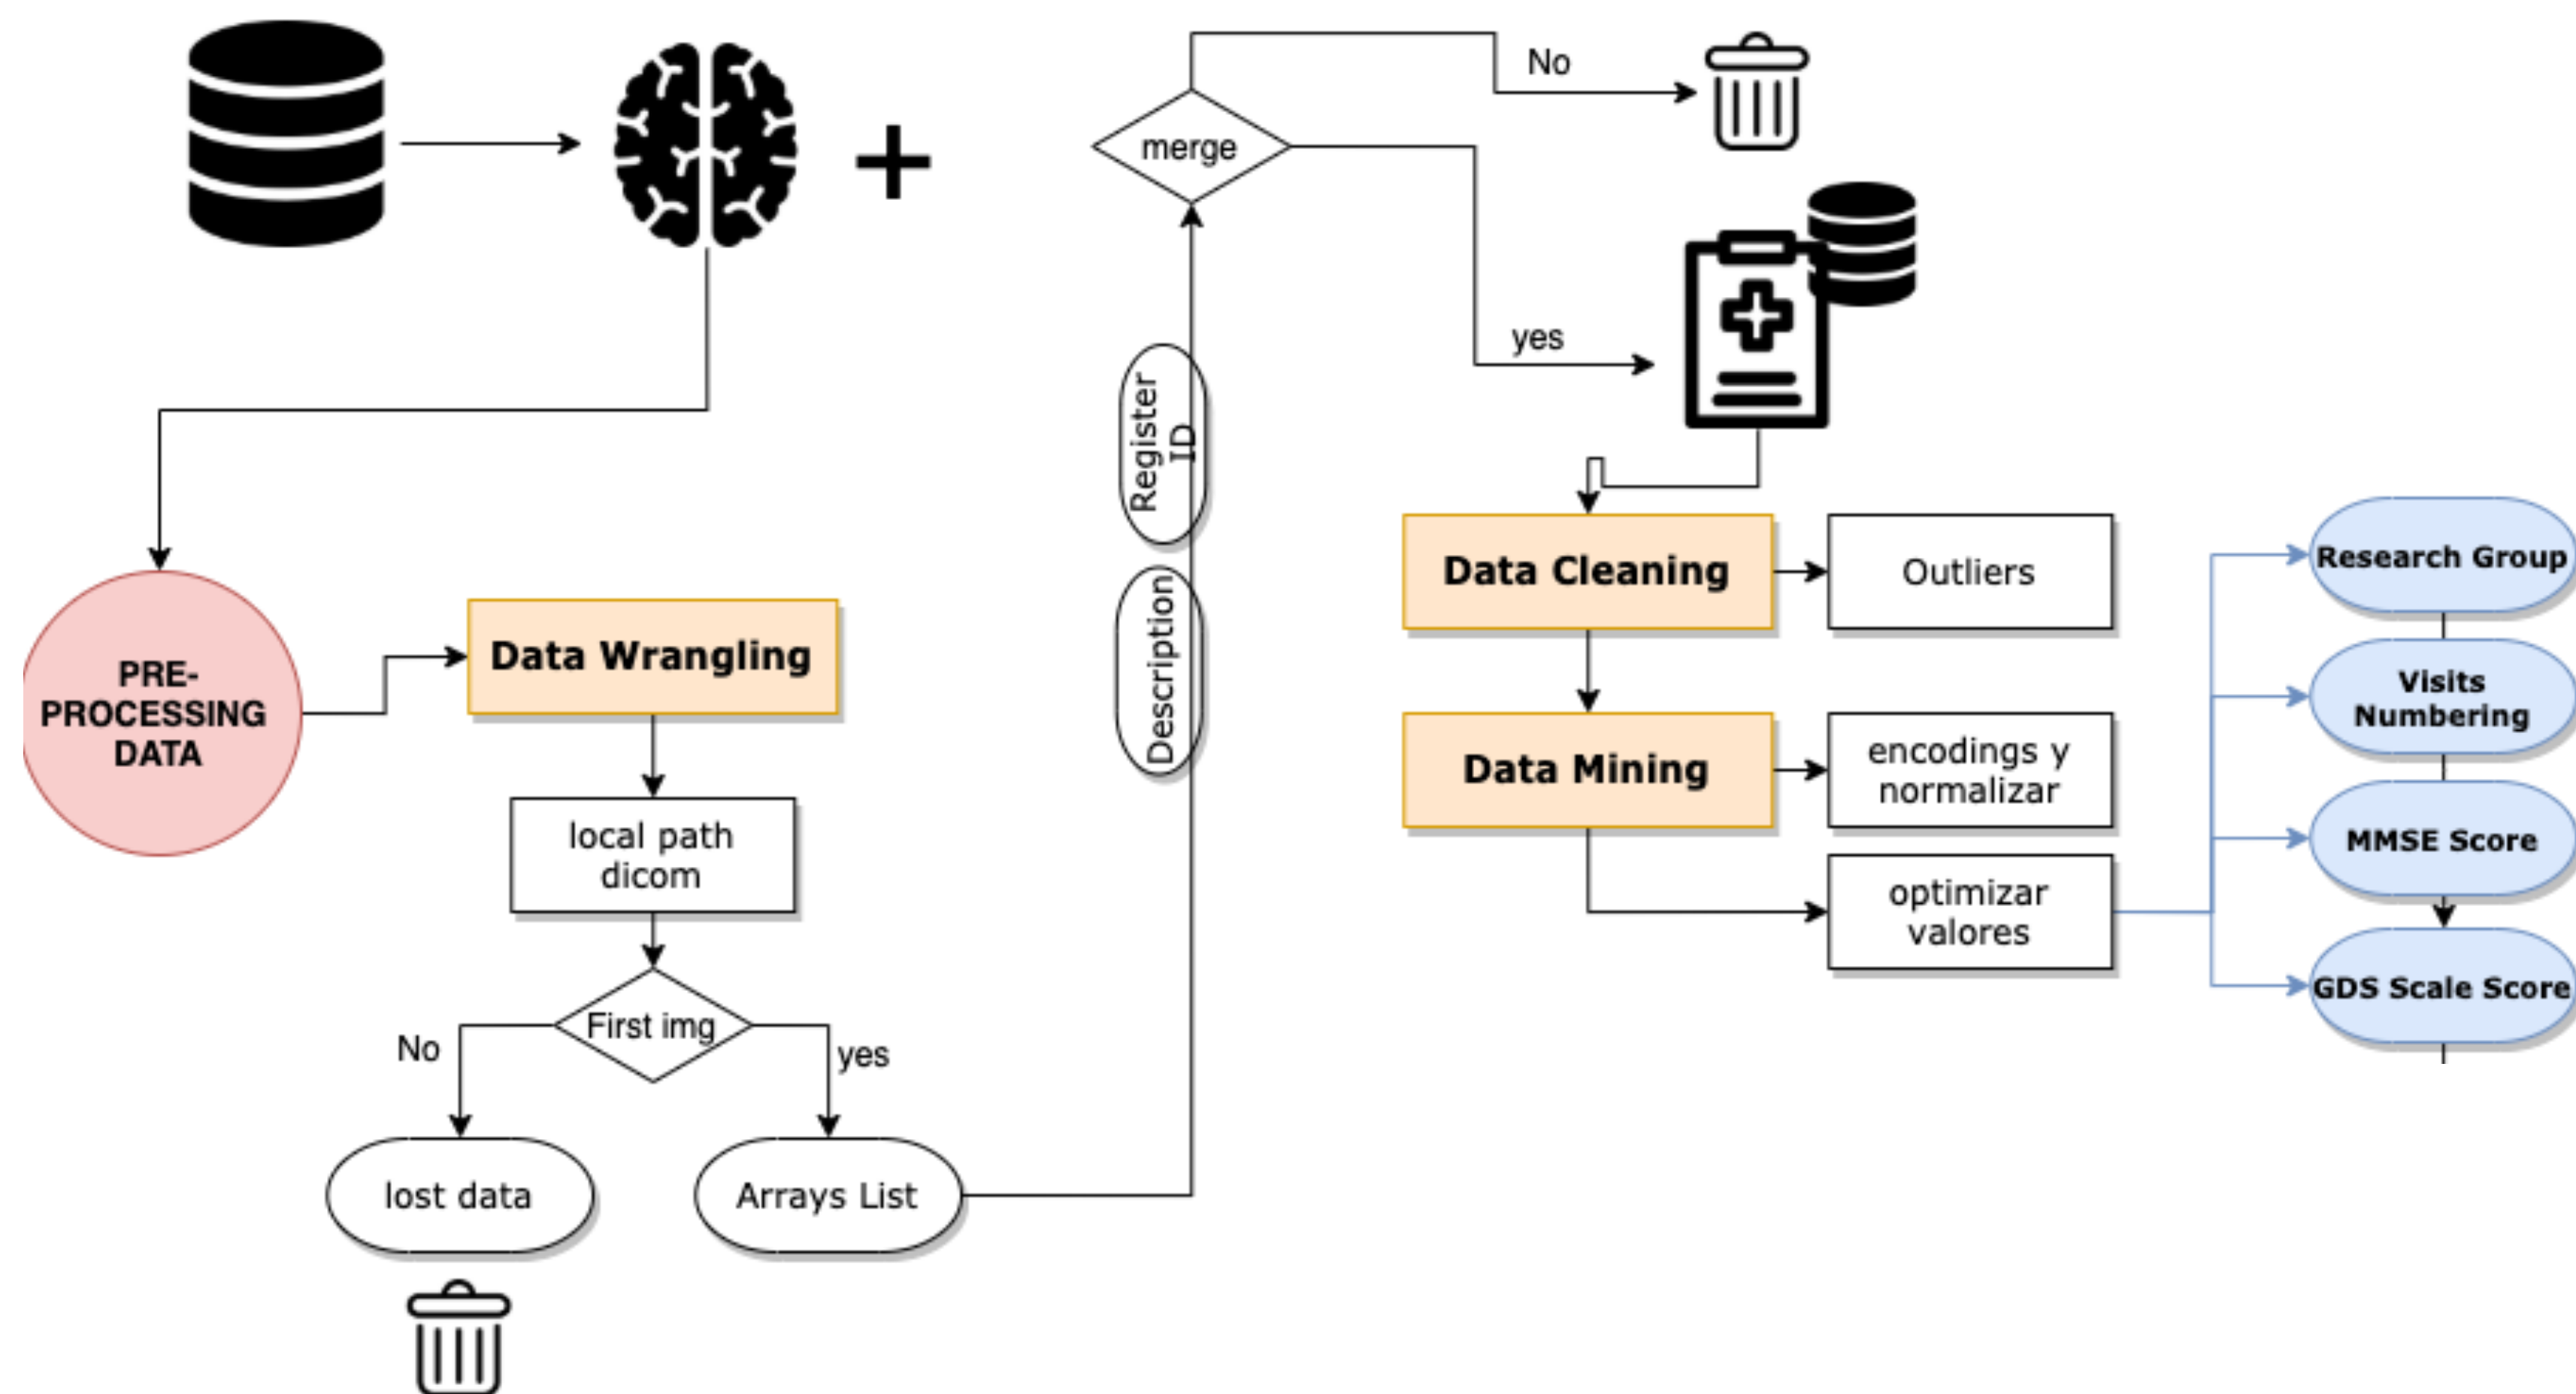 PRE-
PROCESSING
DATA
Data Wrangling
local path
dicom
First img
No
yes
lost data
Arrays List
Description
Register
ID
merge
No
yes
Data Cleaning
Outliers
Data Mining
encodings y
normalizar
optimizar
valores
Research Group
Visits
Numbering
MMSE Score
GDS Scale Score